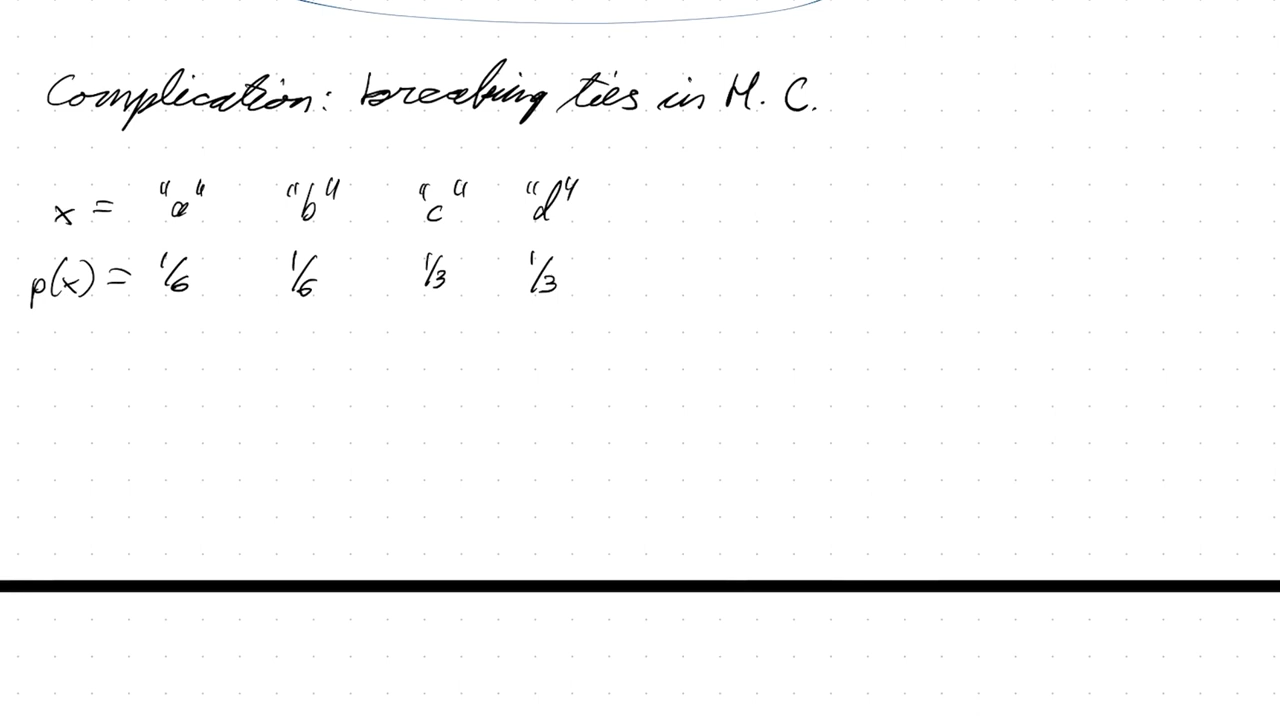 Complication: breaking ties in H. C.
x = "a" "b" "c" "d"
p(x) = 1/6 1/6 1/3 1/3